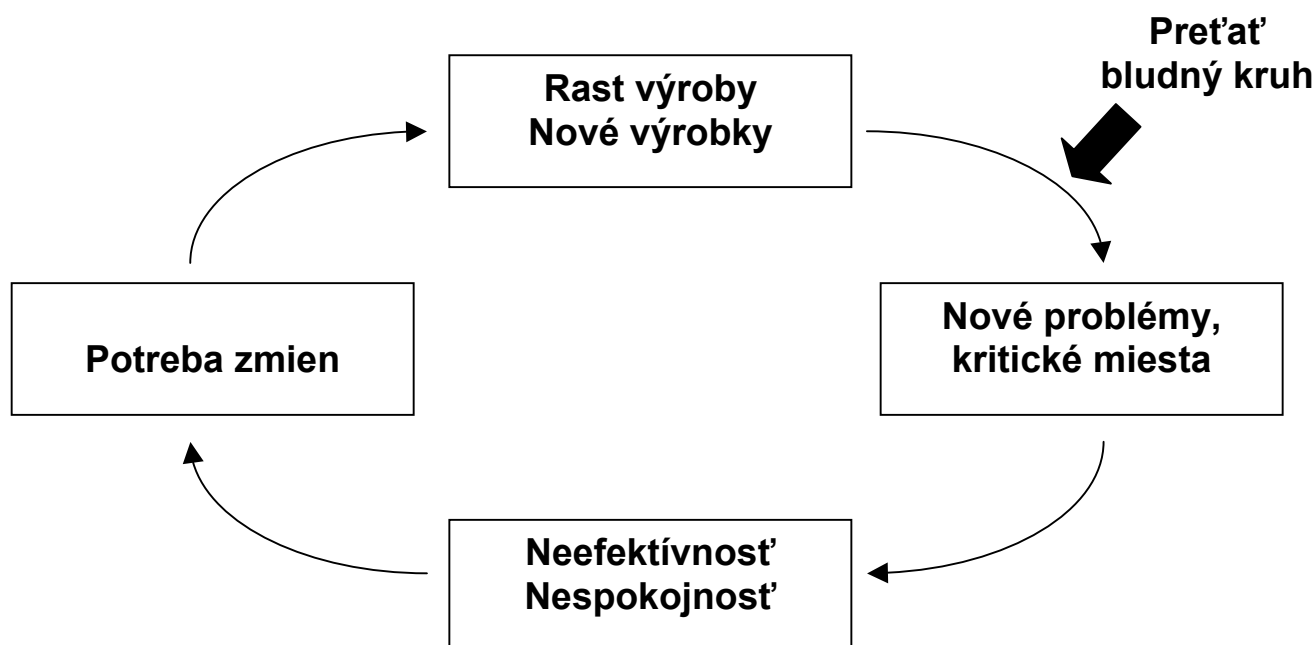 Preťať
bludný kruh
Rast výroby
Nové výrobky
Nové problémy,
kritické miesta
Potreba zmien
Neefektívnosť
Nespokojnosť